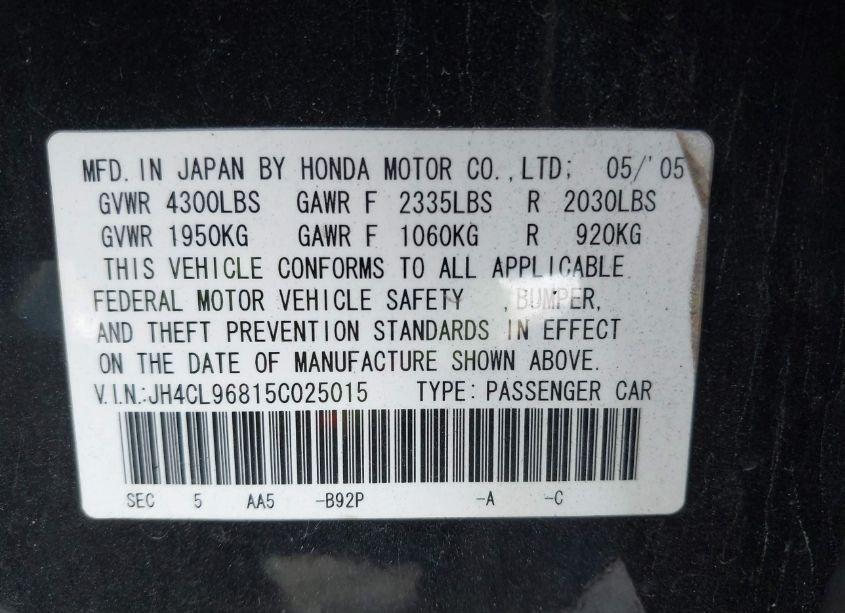 MFD. IN JAPAN BY HONDA MOTOR CO.,LTD; 05/'05
GVWR 4300LBS GAWR F 2335LBS R 2030LBS
GVWR 1950KG GAWR F 1060KG R 920KG
THIS VEHICLE CONFORMS TO ALL APPLICABLE
FEDERAL MOTOR VEHICLE SAFETY ,BUMPER,
AND THEFT PREVENTION STANDARDS IN EFFECT
ON THE DATE OF MANUFACTURE SHOWN ABOVE.
V.I.N.:JH4CL96815C025015 TYPE: PASSENGER CAR
SEC 5 AA5 -B92P -A -C